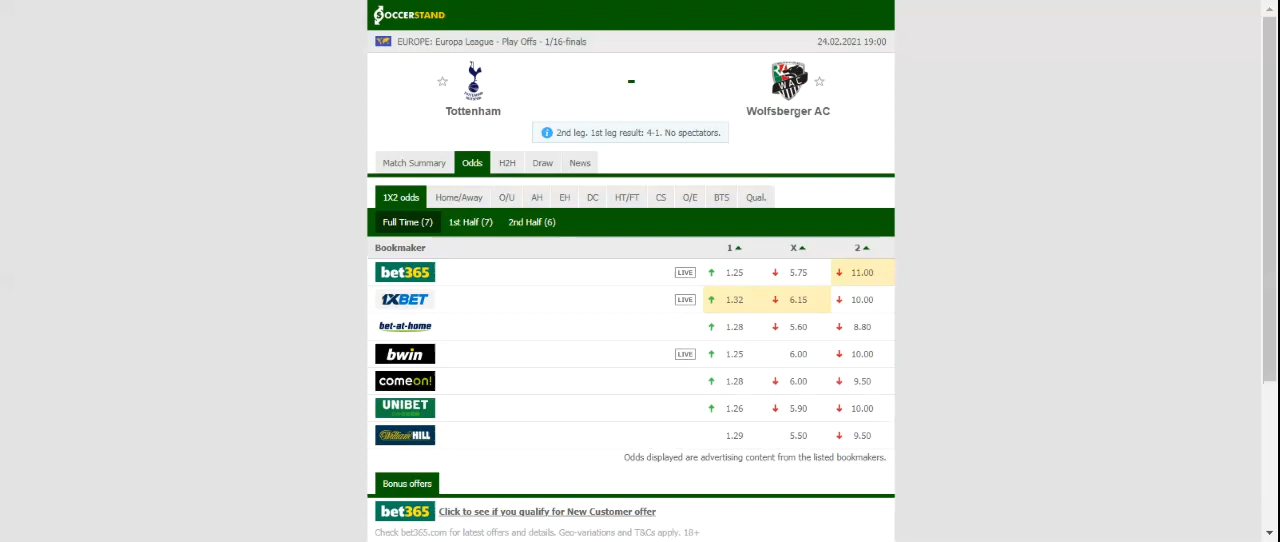 SOCCERSTAND
EUROPE: Europa League - Play Offs - 1/16-finals 24.02.2021 19:00
-
Tottenham Wolfsberger AC
2nd leg. 1st leg result: 4-1. No spectators.
Match Summary Odds H2H Draw News
1X2 odds Home/Away O/U AH EH DC HT/FT CS O/E BTS Qual.
Full Time (7) 1st Half (7) 2nd Half (6)
Bookmaker 1 X 2
bet365 LIVE 1.25 5.75 11.00
1XBET LIVE 1.32 6.15 10.00
bet-at-home 1.28 5.60 8.80
bwin LIVE 1.25 6.00 10.00
comeon! 1.28 6.00 9.50
UNIBET 1.26 5.90 10.00
William HILL 1.29 5.50 9.50
Odds displayed are advertising content from the listed bookmakers.
Bonus offers
bet365 Click to see if you qualify for New Customer offer
Check bet365.com for latest offers and details. Geo-variations and T&Cs apply. 18+